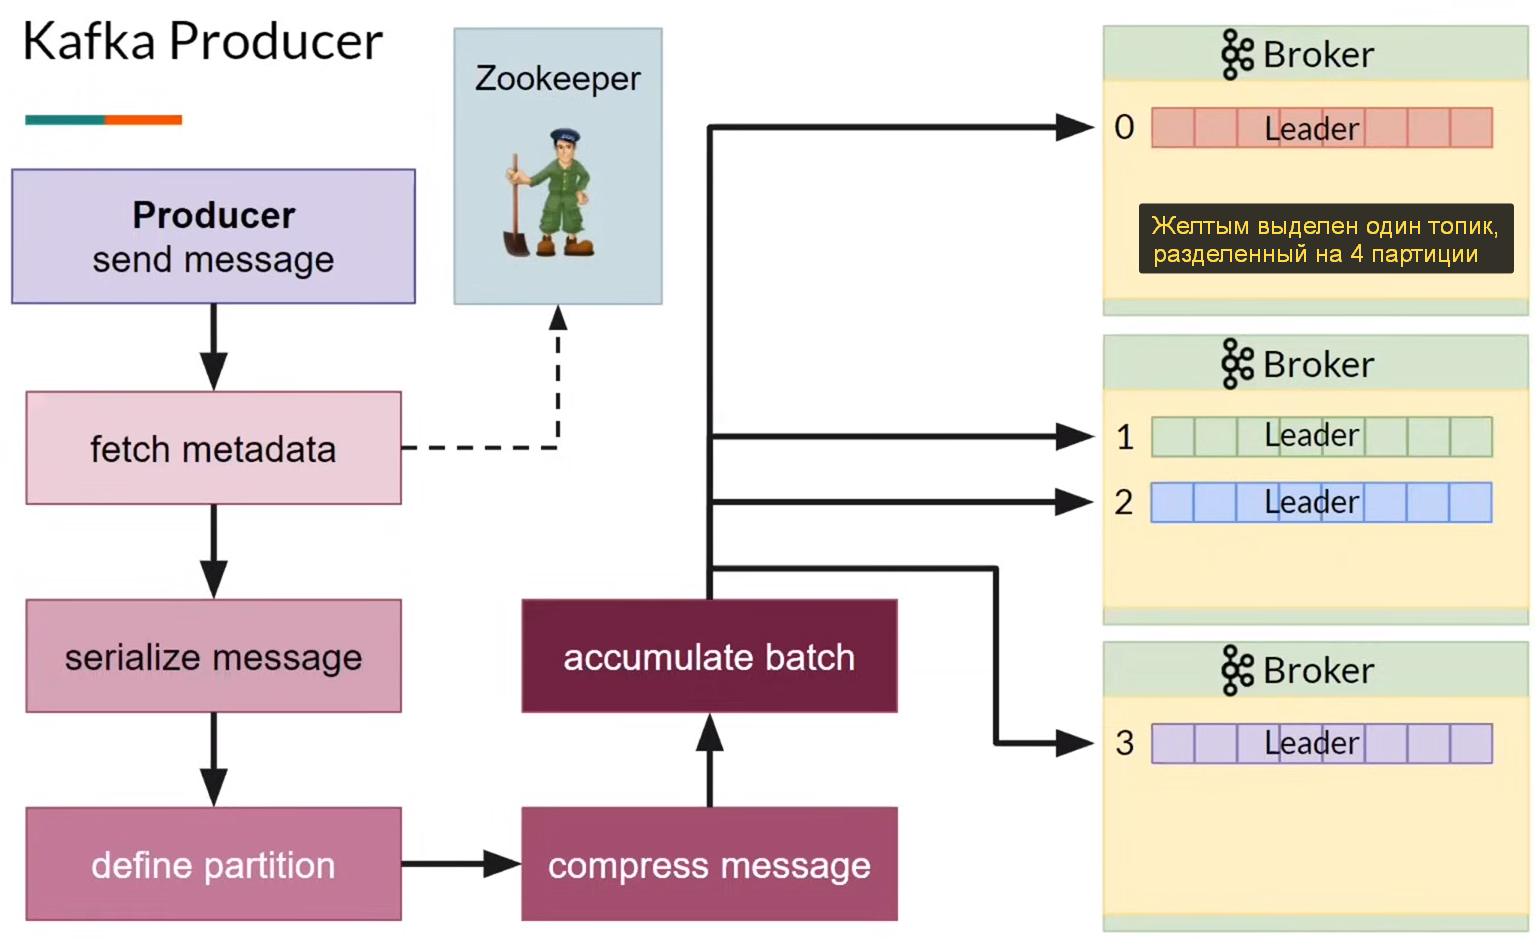 Kafka Producer
Zookeeper
Producer
send message
fetch metadata
serialize message
define partition
compress message
accumulate batch
Broker
0 Leader
Желтым выделен один топик,
разделенный на 4 партиции
Broker
1 Leader
2 Leader
Broker
3 Leader